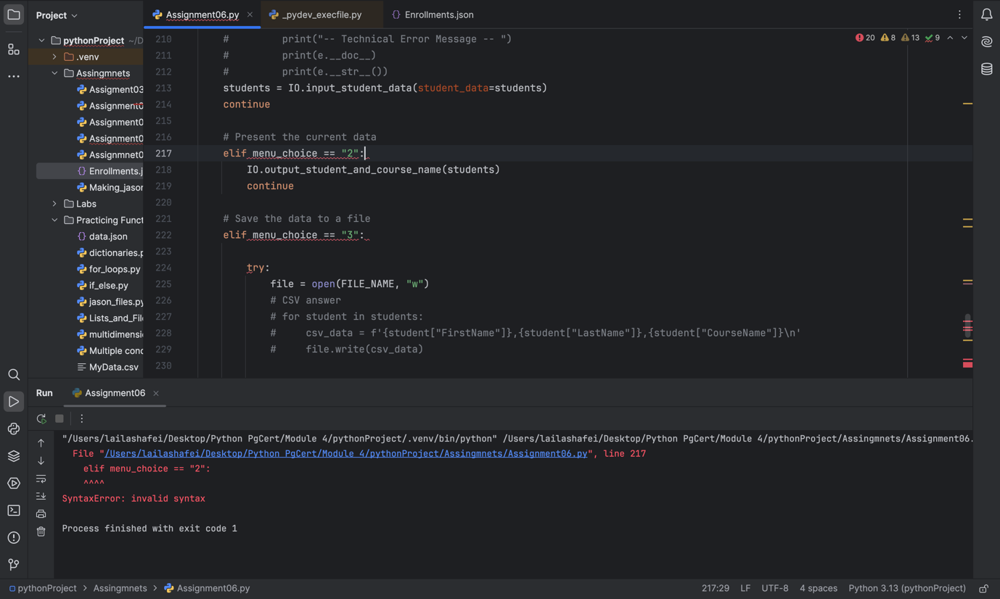 Project
Assignment06.py
_pydev_execfile.py
{} Enrollments.json
pythonProject ~/D
.venv
Assingmnets
Assigment03
Assignment0
Assignment0
Assignment0
Assignmnet0
{} Enrollments.j
Making_jason
Labs
Practicing Funct
{} data.json
dictionaries.p
for_loops.py
if_else.py
jason_files.py
Lists_and_File
multidimensio
Multiple cond
MyData.csv
20 8 13 9
210 # print("-- Technical Error Message -- ")
211 # print(e.__doc__)
212 # print(e.__str__())
213 students = IO.input_student_data(student_data=students)
214 continue
215
216 # Present the current data
217 elif menu_choice == "2":
218 IO.output_student_and_course_name(students)
219 continue
220
221 # Save the data to a file
222 elif menu_choice == "3":
223
224 try:
225 file = open(FILE_NAME, "w")
226 # CSV answer
227 # for student in students:
228 # csv_data = f'{student["FirstName"]},{student["LastName"]},{student["CourseName"]}\n'
229 # file.write(csv_data)
230
Run
Assignment06
"/Users/lailashafei/Desktop/Python PgCert/Module 4/pythonProject/.venv/bin/python" /Users/lailashafei/Desktop/Python PgCert/Module 4/pythonProject/Assingmnets/Assignment06.
File "/Users/lailashafei/Desktop/Python PgCert/Module 4/pythonProject/Assingmnets/Assignment06.py", line 217
elif menu_choice == "2":
^^^^
SyntaxError: invalid syntax
Process finished with exit code 1
pythonProject > Assingmnets > Assignment06.py
217:29 LF UTF-8 4 spaces Python 3.13 (pythonProject)